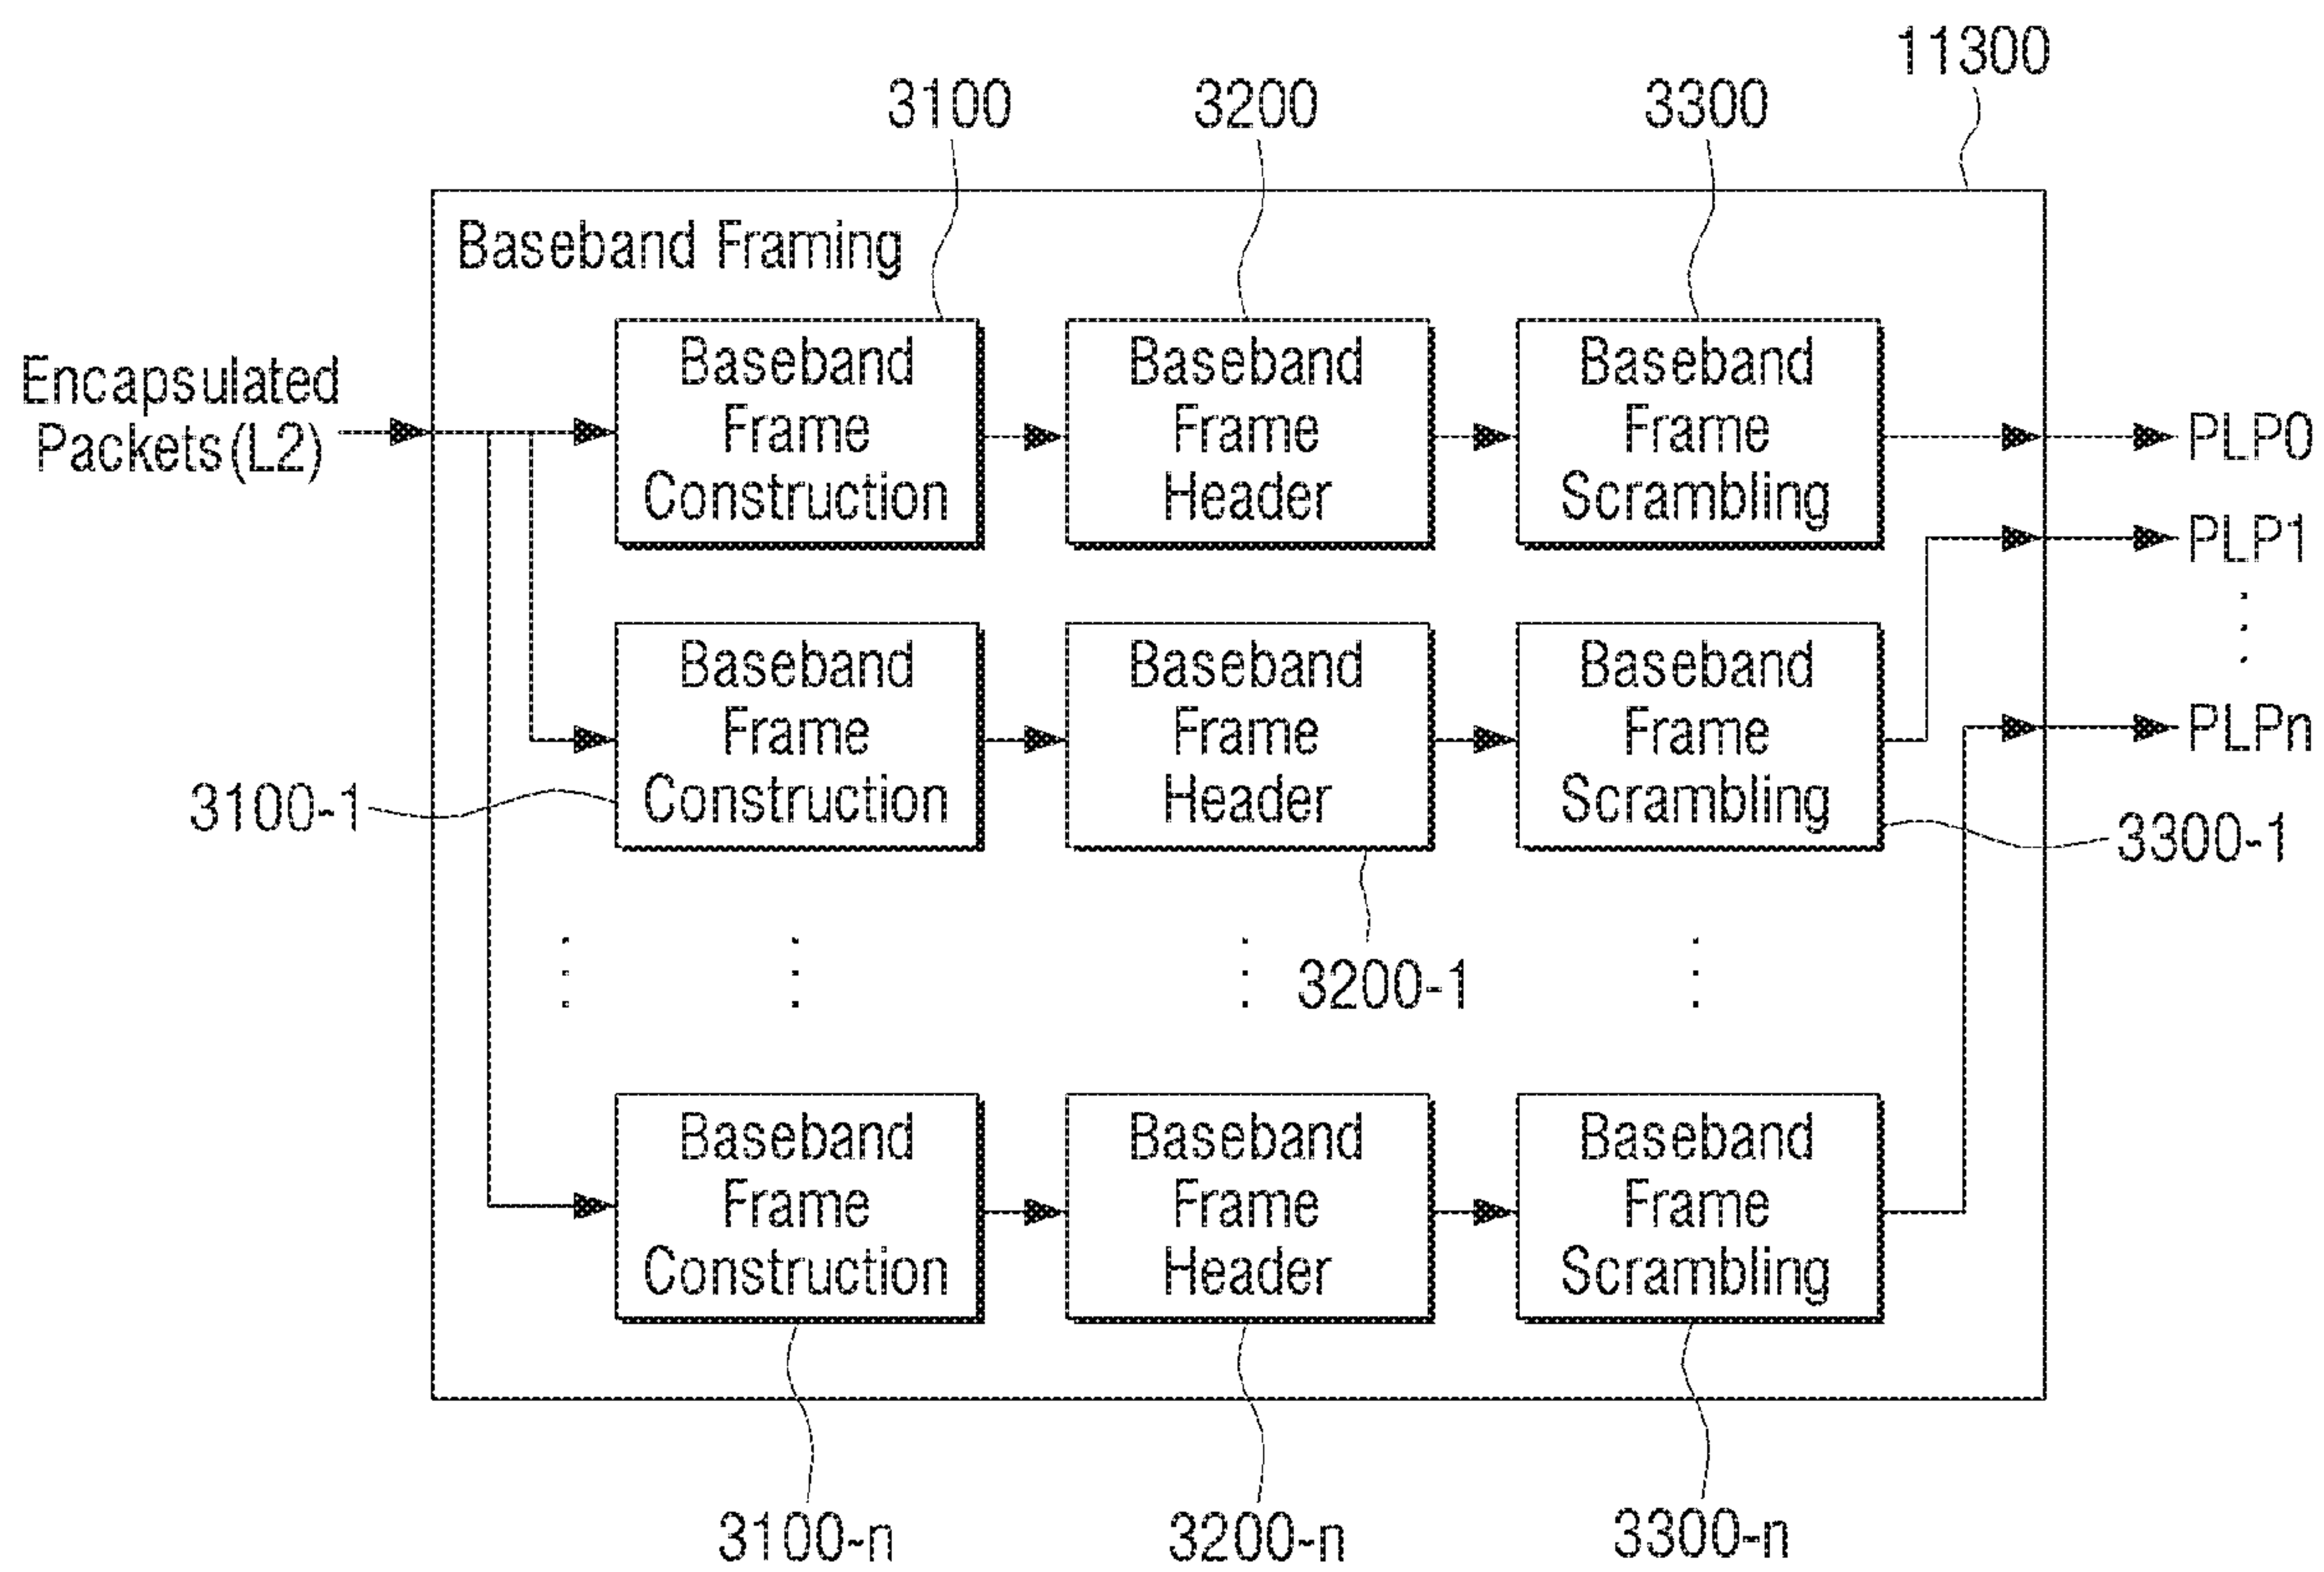 11300
3100 3200 3300
Baseband Framing
Encapsulated
Packets(L2)
Baseband
Frame
Construction
Baseband
Frame
Header
Baseband
Frame
Scrambling
PLP0
PLP1
PLPn
Baseband
Frame
Construction
Baseband
Frame
Header
Baseband
Frame
Scrambling
3100-1
3300-1
3200-1
Baseband
Frame
Construction
Baseband
Frame
Header
Baseband
Frame
Scrambling
3100-n 3200-n 3300-n